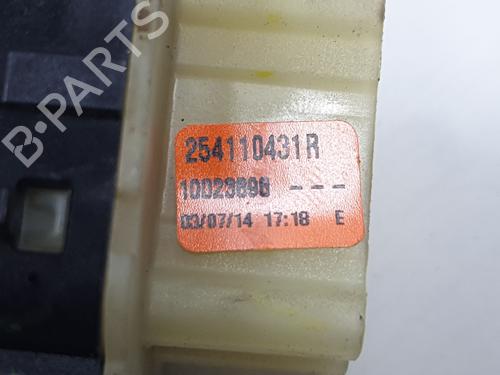 254110431R
10023898 ---
03/07/14 17:18 E
B-PARTS